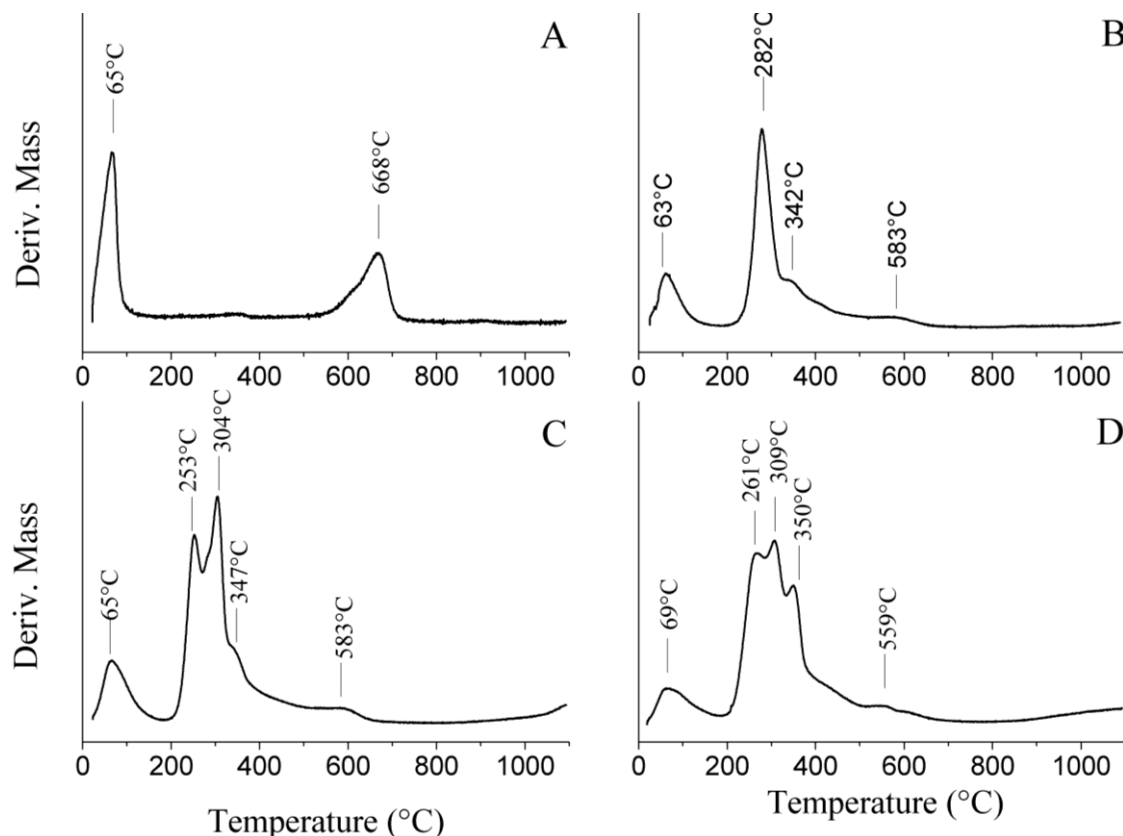 A
65°C
668°C
Deriv. Mass
0 200 400 600 800 1000
B
63°C
282°C
342°C
583°C
0 200 400 600 800 1000
C
65°C
253°C
304°C
347°C
583°C
Deriv. Mass
0 200 400 600 800 1000
Temperature (°C)
D
69°C
261°C
309°C
350°C
559°C
0 200 400 600 800 1000
Temperature (°C)